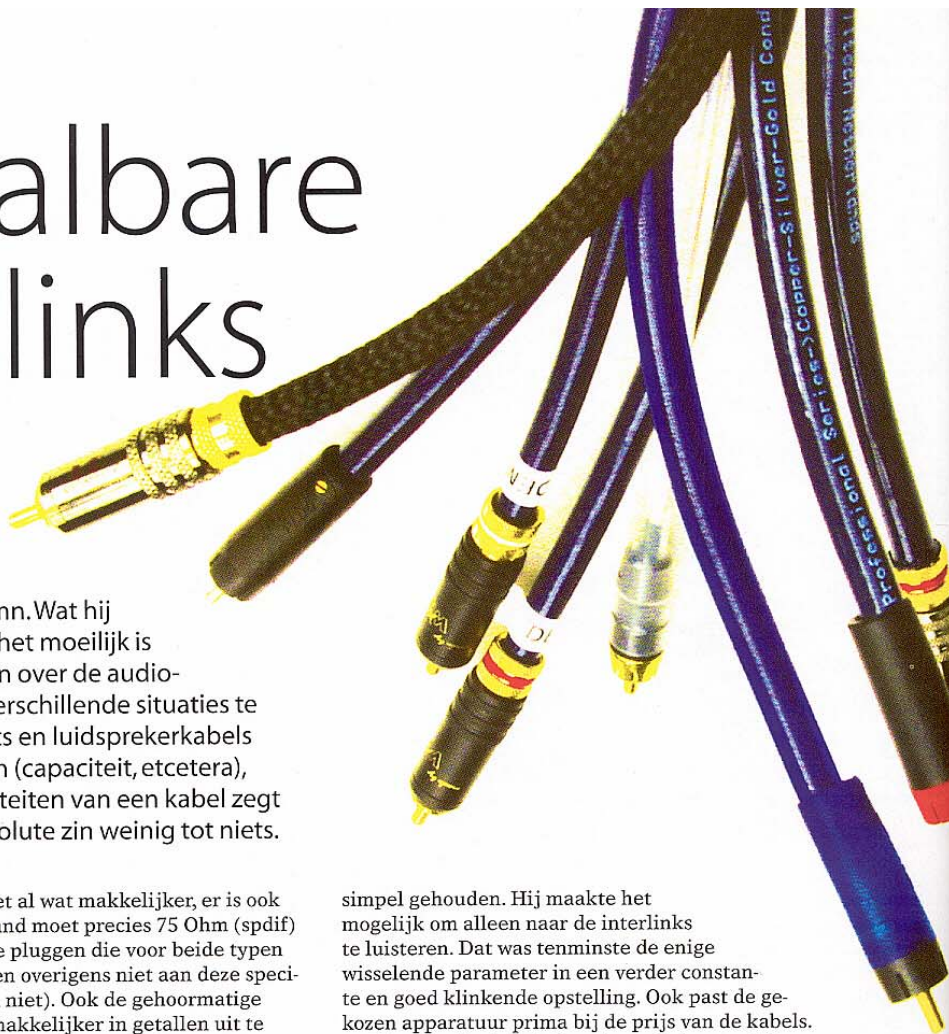 albare
links
nn. Wat hij
het moeilijk is
n over de audio-
erschillende situaties te
ts en luidsprekerkabels
n (capaciteit, etcetera),
teiten van een kabel zegt
olute zin weinig tot niets.
et al wat makkelijker, er is ook
und moet precies 75 Ohm (spdif)
e pluggen die voor beide typen
en overigens niet aan deze speci-
niet). Ook de gehoormatige
makkelijker in getallen uit te
simpel gehouden. Hij maakte het
mogelijk om alleen naar de interlinks
te luisteren. Dat was tenminste de enige
wisselende parameter in een verder constan-
te en goed klinkende opstelling. Ook past de ge-
kozen apparatuur prima bij de prijs van de kabels.
Professional Series->Copper-Silver-Gold Cond
ltech Netherlands